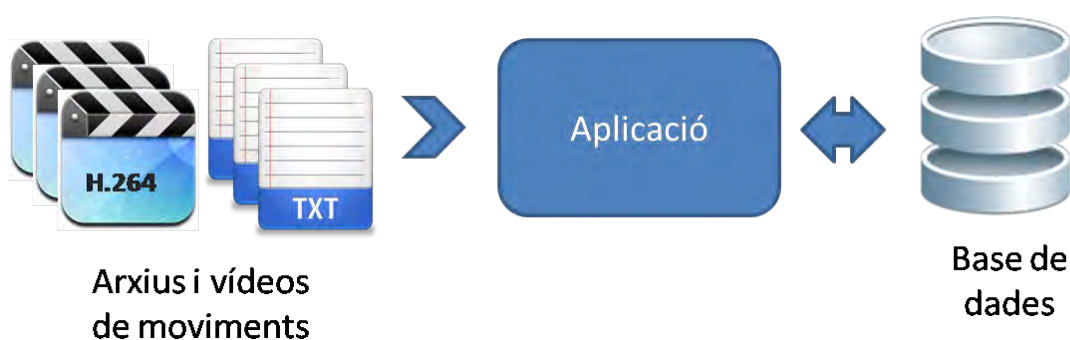 H.264
TXT
Arxius i vídeos
de moviments
Aplicació
Base de
dades